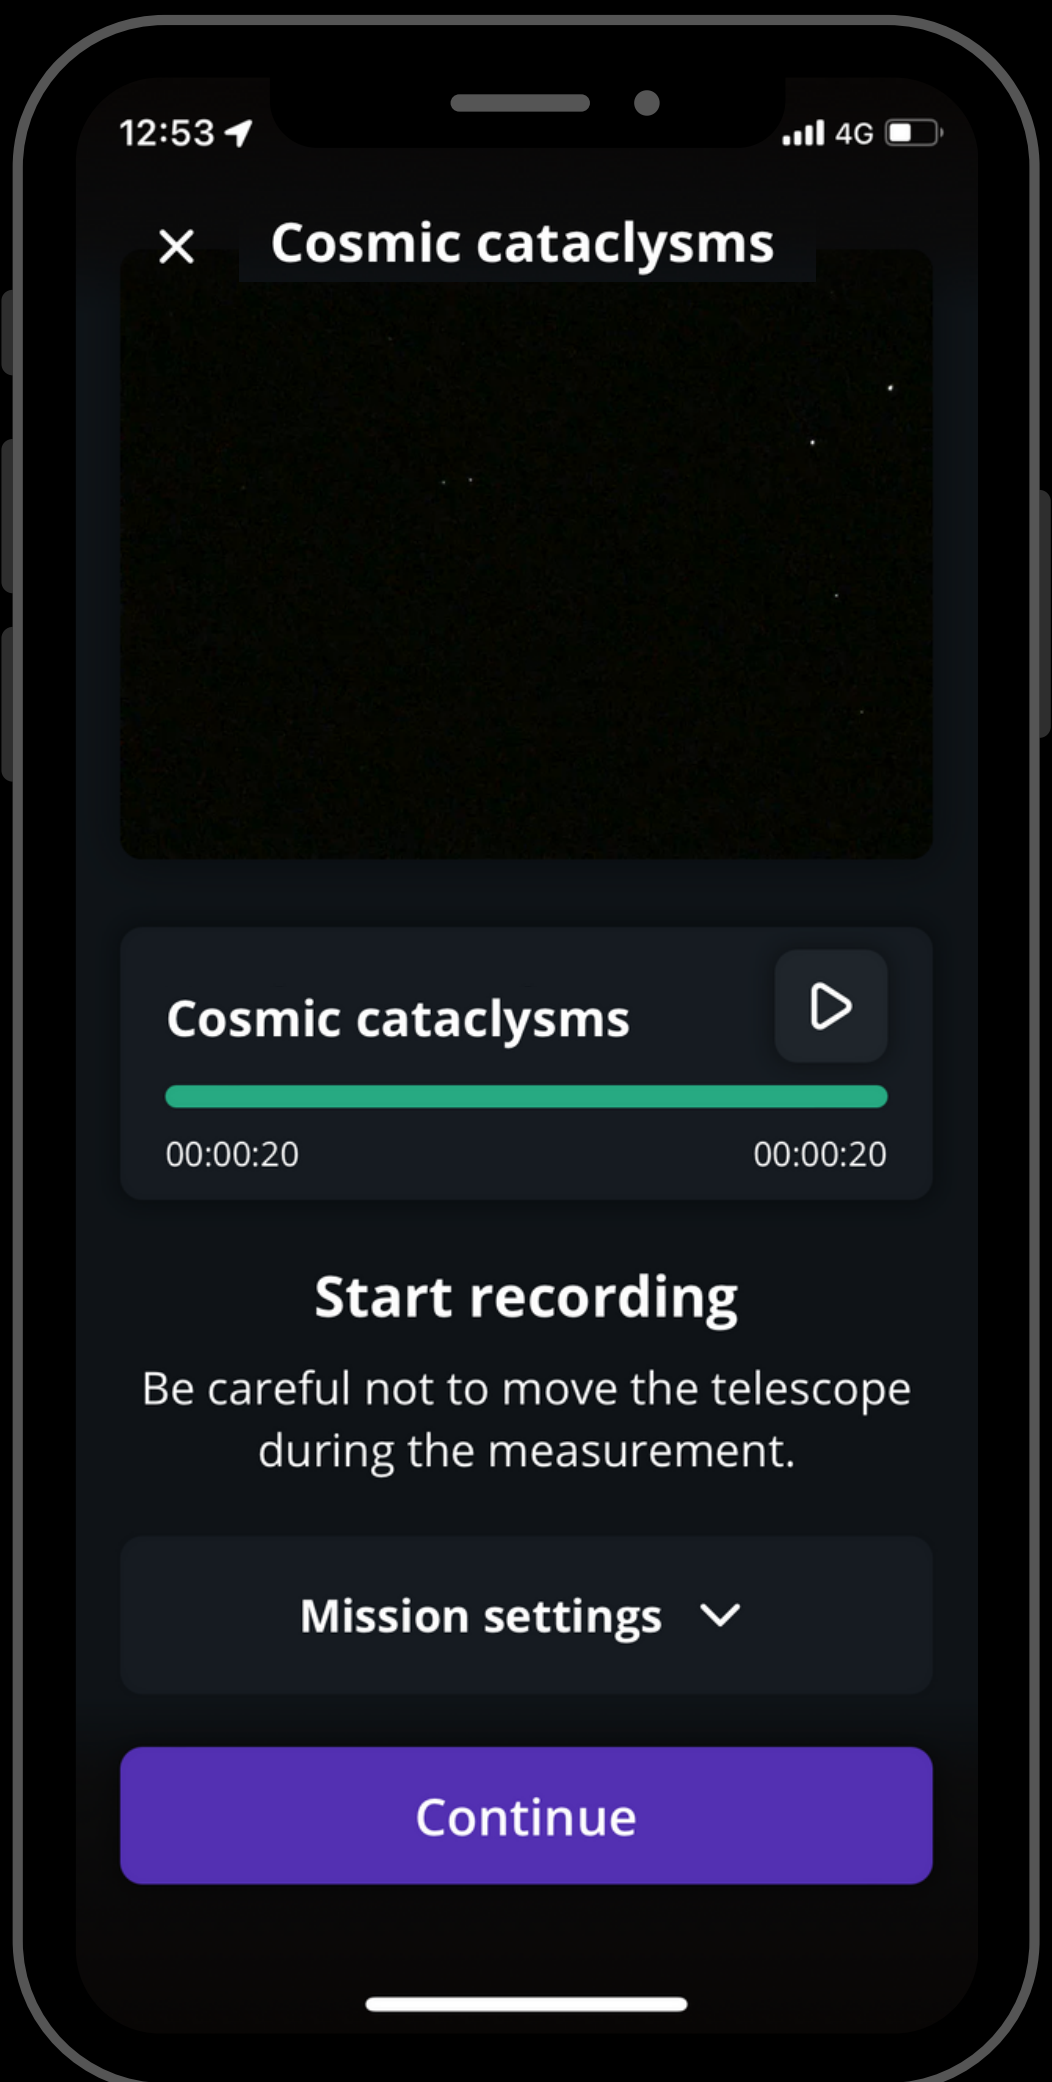 12:53 4G
Cosmic cataclysms
Cosmic cataclysms
00:00:20 00:00:20
Start recording
Be careful not to move the telescope
during the measurement.
Mission settings
Continue